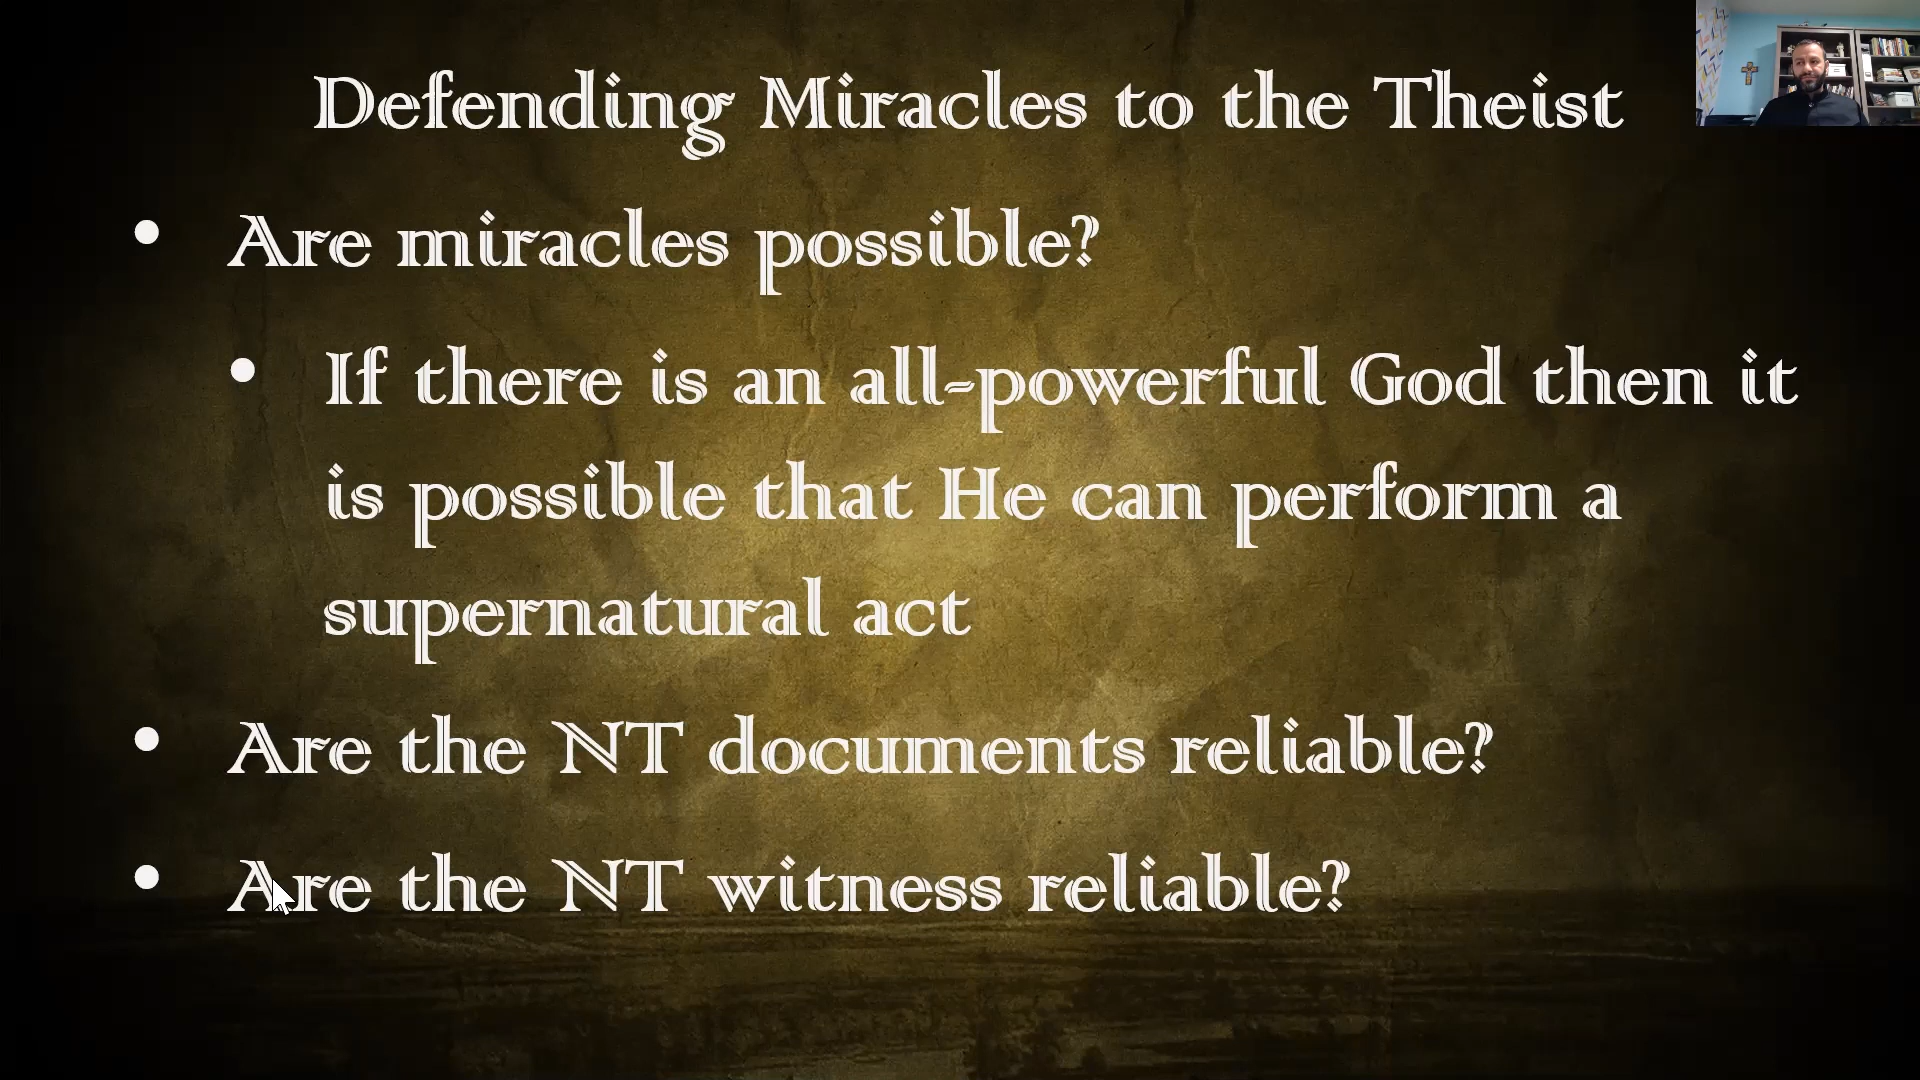 Defending Miracles to the Theist
• Are miracles possible?
• If there is an all-powerful God then it
is possible that He can perform a
supernatural act
• Are the NT documents reliable?
• Are the NT witness reliable?